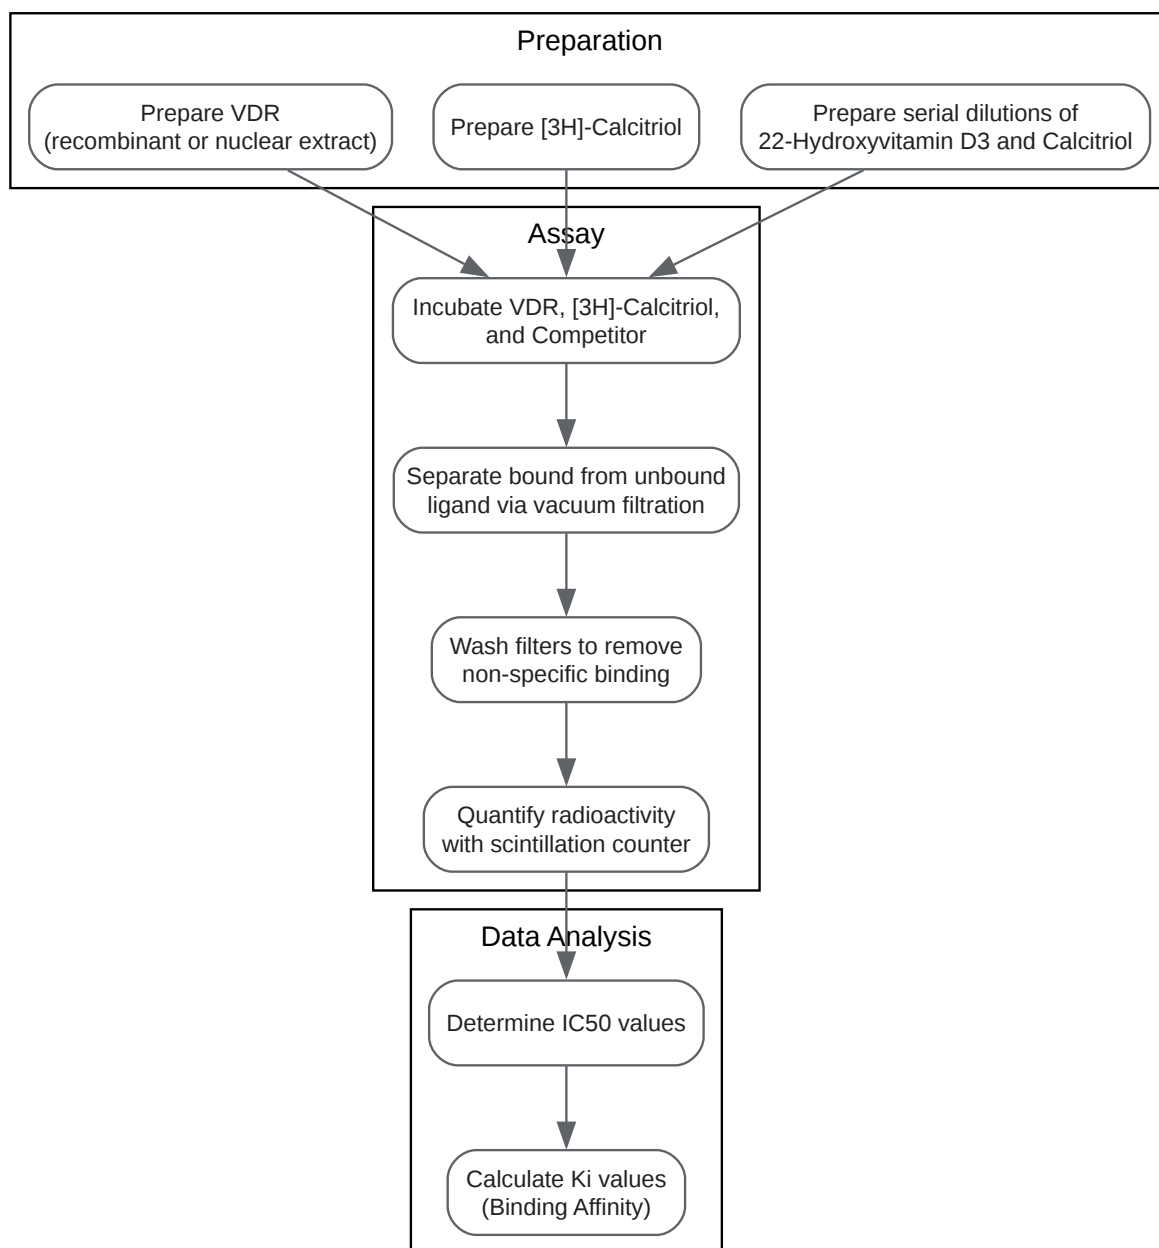 Preparation
Prepare VDR
(recombinant or nuclear extract)
Prepare [3H]-Calcitriol
Prepare serial dilutions of
22-Hydroxyvitamin D3 and Calcitriol
Assay
Incubate VDR, [3H]-Calcitriol,
and Competitor
Separate bound from unbound
ligand via vacuum filtration
Wash filters to remove
non-specific binding
Quantify radioactivity
with scintillation counter
Data Analysis
Determine IC50 values
Calculate Ki values
(Binding Affinity)